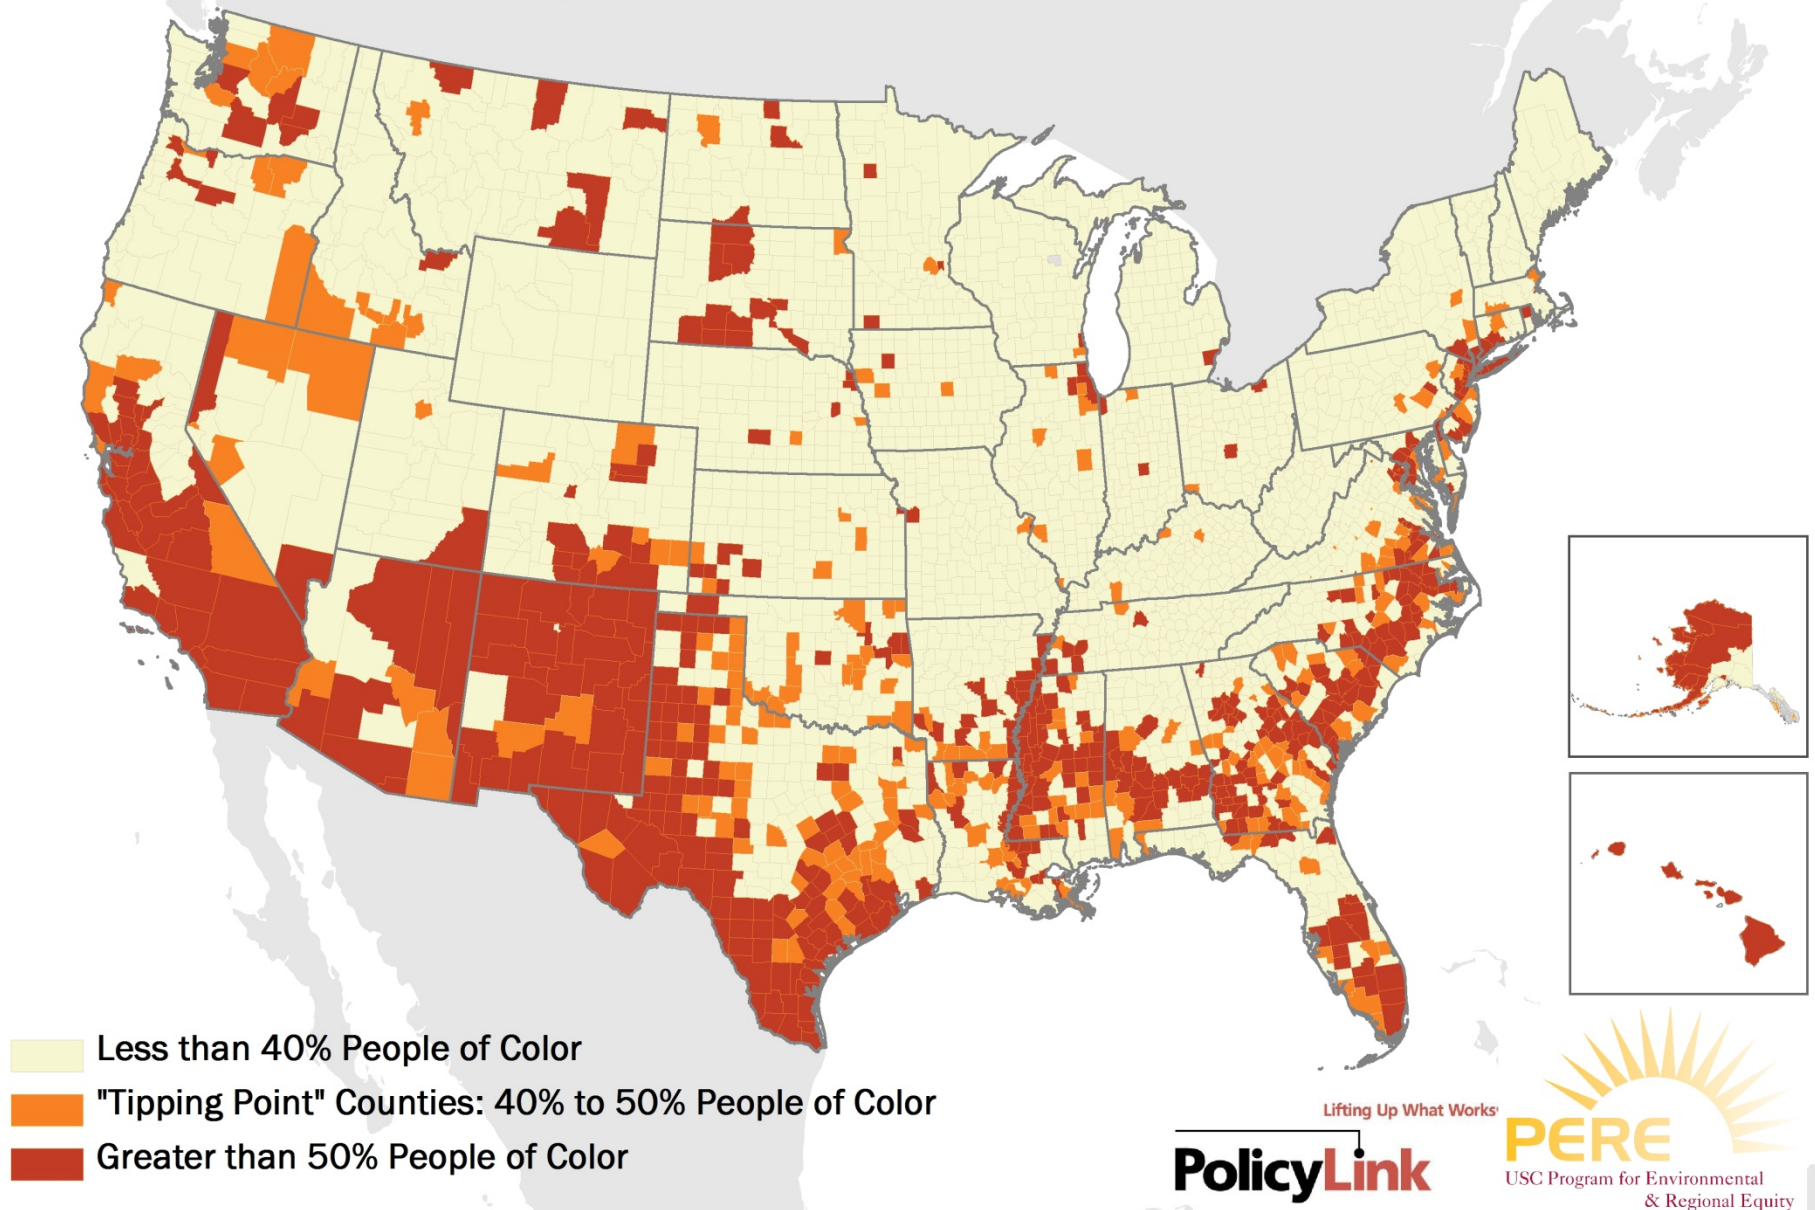 Less than 40% People of Color
"Tipping Point" Counties: 40% to 50% People of Color
Greater than 50% People of Color
Lifting Up What Works
PolicyLink
PERE
USC Program for Environmental
& Regional Equity